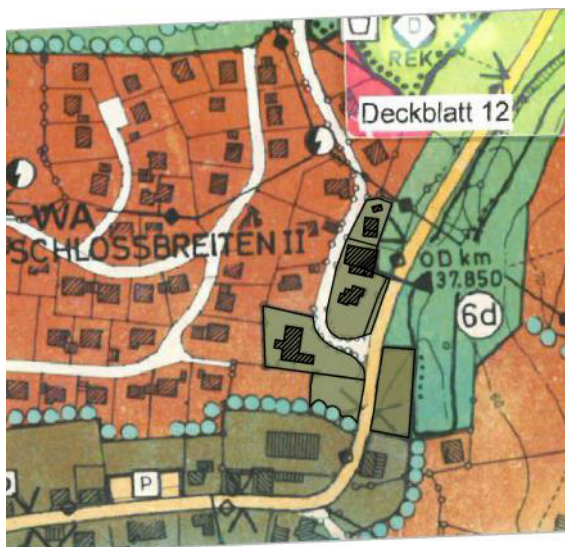 D
REK
Deckblatt 12
WA
SCHLOSSBREITEN II
OD km
37.850
6d
P